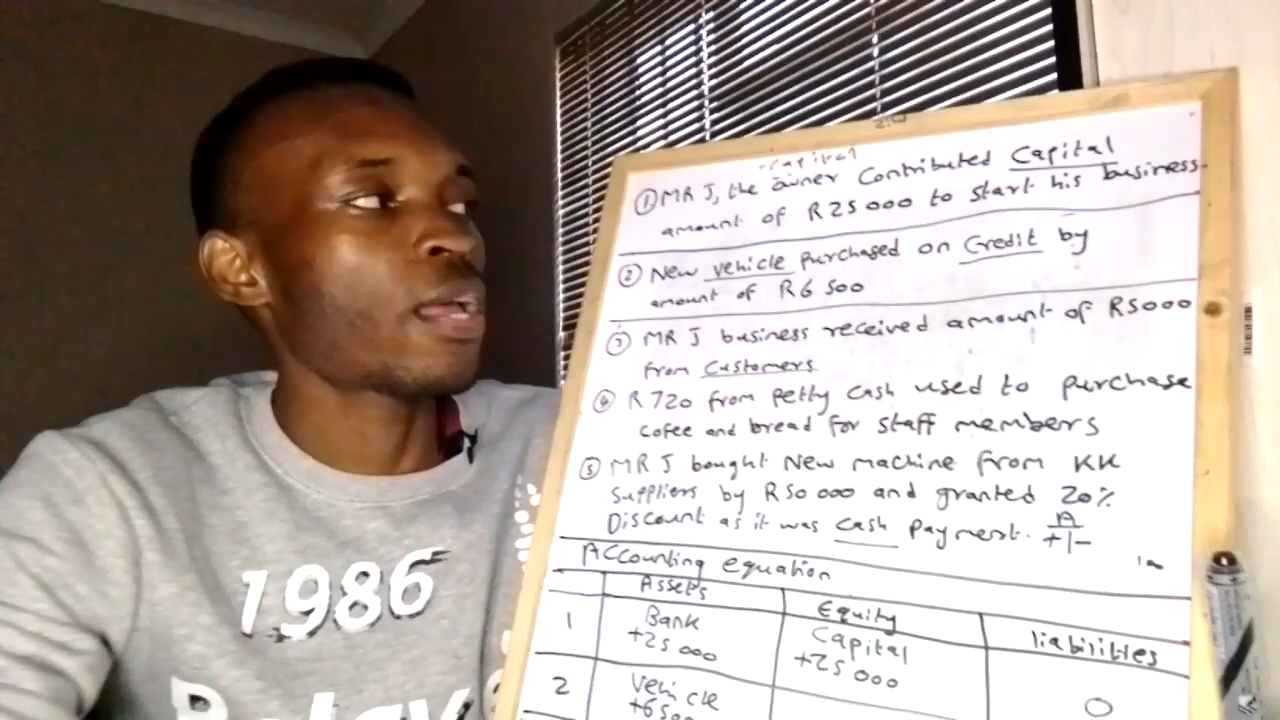 capital
① MR J, the owner Contributed Capital
amount of R25000 to start his business.
② New vehicle purchased on Credit by
amount of R6 500
③ MR J business received amount of R5000
from Customers
④ R720 from Petty Cash used to purchase
Cofee and bread for staff members
⑤ MR J bought New machine from KK
Suppliers by R50 000 and granted 20%
Discount as it was Cash Payment. A
+|-
Accounting equation
Assets Equity liabilities
1 Bank Capital
+25 000 +25 000 0
2 Vehicle
+6500
1986